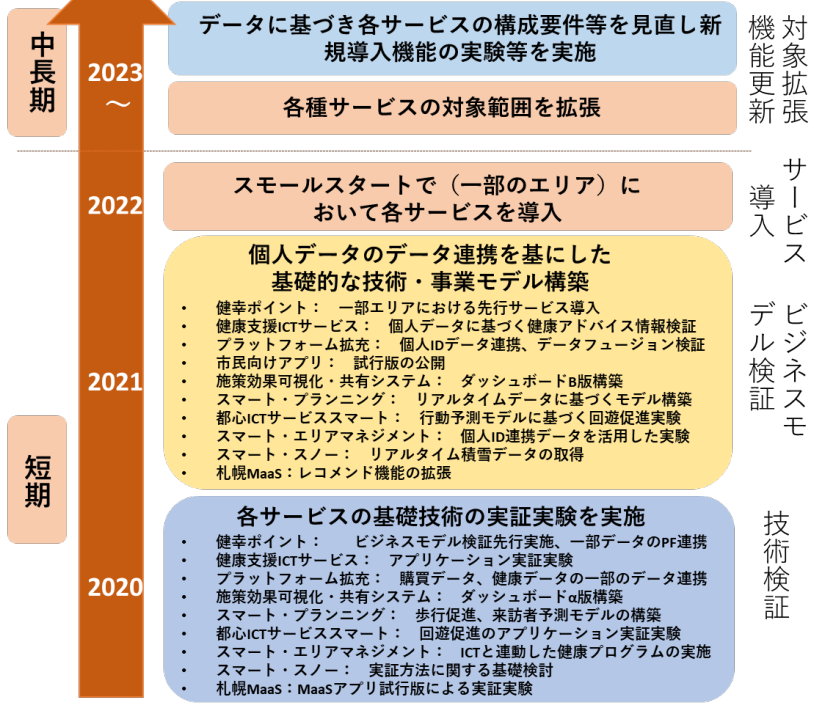 中長期
2023
～
データに基づき各サービスの構成要件等を見直し新
規導入機能の実験等を実施
各種サービスの対象範囲を拡張
対象拡張
機能更新
2022
スモールスタートで（一部のエリア）に
おいて各サービスを導入
サービス
導入
短期
2021
個人データのデータ連携を基にした
基礎的な技術・事業モデル構築
• 健幸ポイント： 一部エリアにおける先行サービス導入
• 健康支援ICTサービス： 個人データに基づく健康アドバイス情報検証
• プラットフォーム拡充： 個人IDデータ連携、データフュージョン検証
• 市民向けアプリ： 試行版の公開
• 施策効果可視化・共有システム： ダッシュボードB版構築
• スマート・プランニング： リアルタイムデータに基づくモデル構築
• 都心ICTサービススマート： 行動予測モデルに基づく回遊促進実験
• スマート・エリアマネジメント： 個人ID連携データを活用した実験
• スマート・スノー： リアルタイム積雪データの取得
• 札幌MaaS：レコメンド機能の拡張
ビジネスモ
デル検証
2020
各サービスの基礎技術の実証実験を実施
• 健幸ポイント： ビジネスモデル検証先行実施、一部データのPF連携
• 健康支援ICTサービス： アプリケーション実証実験
• プラットフォーム拡充： 購買データ、健康データの一部のデータ連携
• 施策効果可視化・共有システム： ダッシュボードα版構築
• スマート・プランニング： 歩行促進、来訪者予測モデルの構築
• 都心ICTサービススマート： 回遊促進のアプリケーション実証実験
• スマート・エリアマネジメント： ICTと連動した健康プログラムの実施
• スマート・スノー： 実証方法に関する基礎検討
• 札幌MaaS：MaaSアプリ試行版による実証実験
技術検証